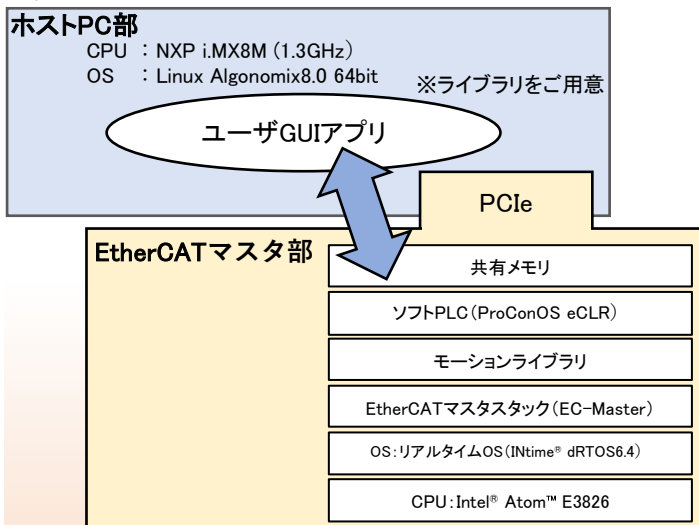 ホストPC部
CPU : NXP i.MX8M (1.3GHz)
OS : Linux Algonomix8.0 64bit
※ライブラリをご用意
ユーザGUIアプリ
PCIe
EtherCATマスタ部
共有メモリ
ソフトPLC(ProConOS eCLR)
モーションライブラリ
EtherCATマスタスタック(EC-Master)
OS:リアルタイムOS(INtime® dRTOS6.4)
CPU:Intel® Atom™ E3826